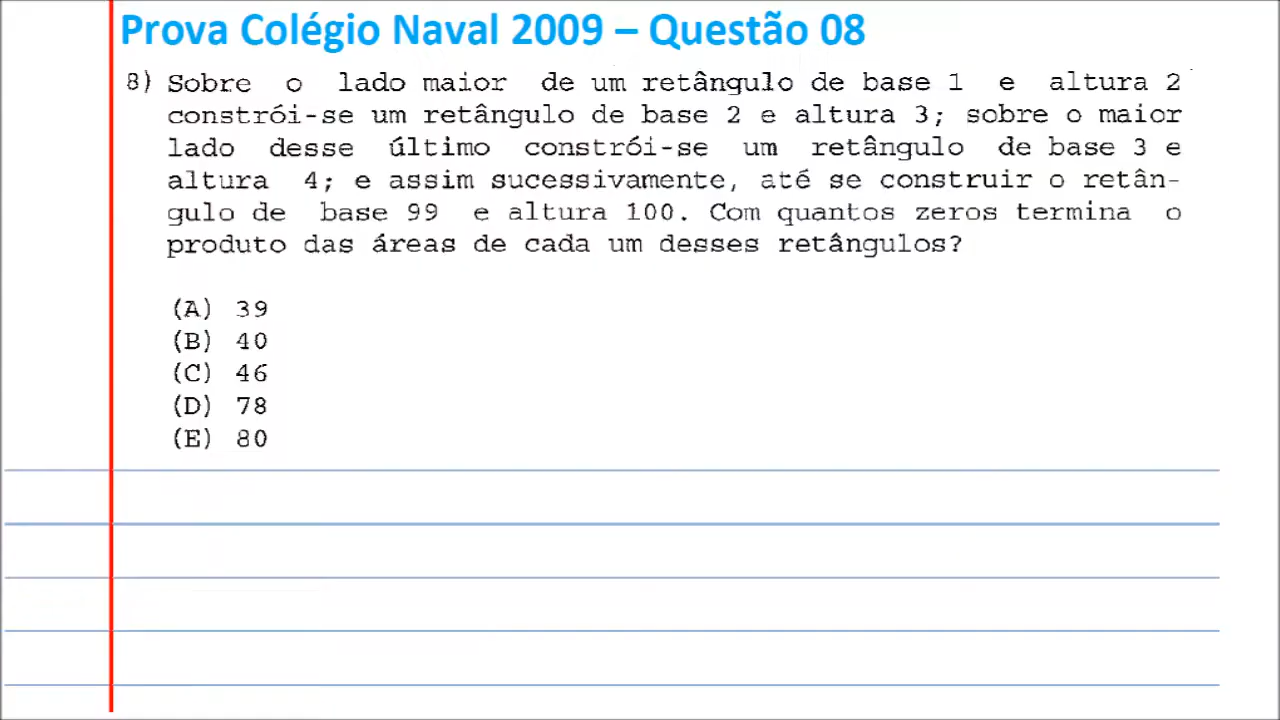 Prova Colégio Naval 2009 – Questão 08
8) Sobre o lado maior de um retângulo de base 1 e altura 2
constrói-se um retângulo de base 2 e altura 3; sobre o maior
lado desse último constrói-se um retângulo de base 3 e
altura 4; e assim sucessivamente, até se construir o retân-
gulo de base 99 e altura 100. Com quantos zeros termina o
produto das áreas de cada um desses retângulos?
(A) 39
(B) 40
(C) 46
(D) 78
(E) 80